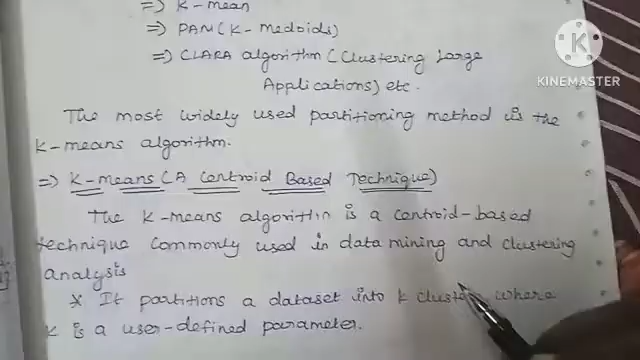 => K-mean
=> PAM (K-medoids)
=> CLARA algorithm (Clustering large
Applications) etc.
The most widely used partitioning method is the
K-means algorithm.
=> K-means (A Centroid Based Technique)
The K-means algorithm is a centroid-based
technique commonly used in data mining and clustering
analysis
* It partitions a dataset into k clusters where
K is a user-defined parameter.
K
KINEMASTER